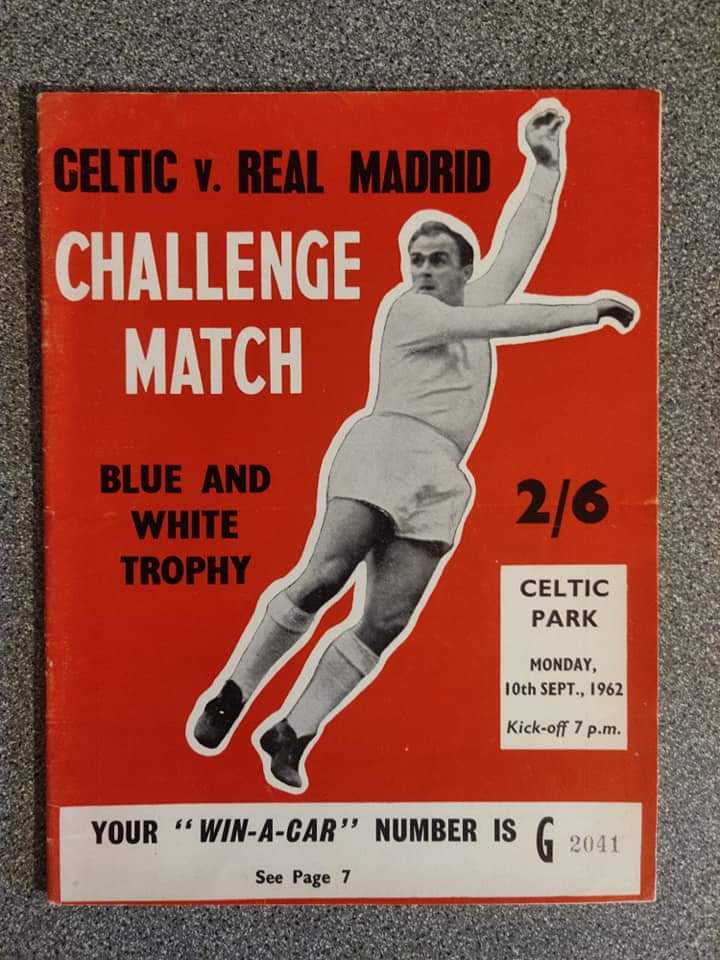 CELTIC v. REAL MADRID
CHALLENGE
MATCH
BLUE AND
WHITE
TROPHY
2/6
CELTIC
PARK
MONDAY,
10th SEPT., 1962
Kick-off 7 p.m.
YOUR "WIN-A-CAR" NUMBER IS G 2041
See Page 7